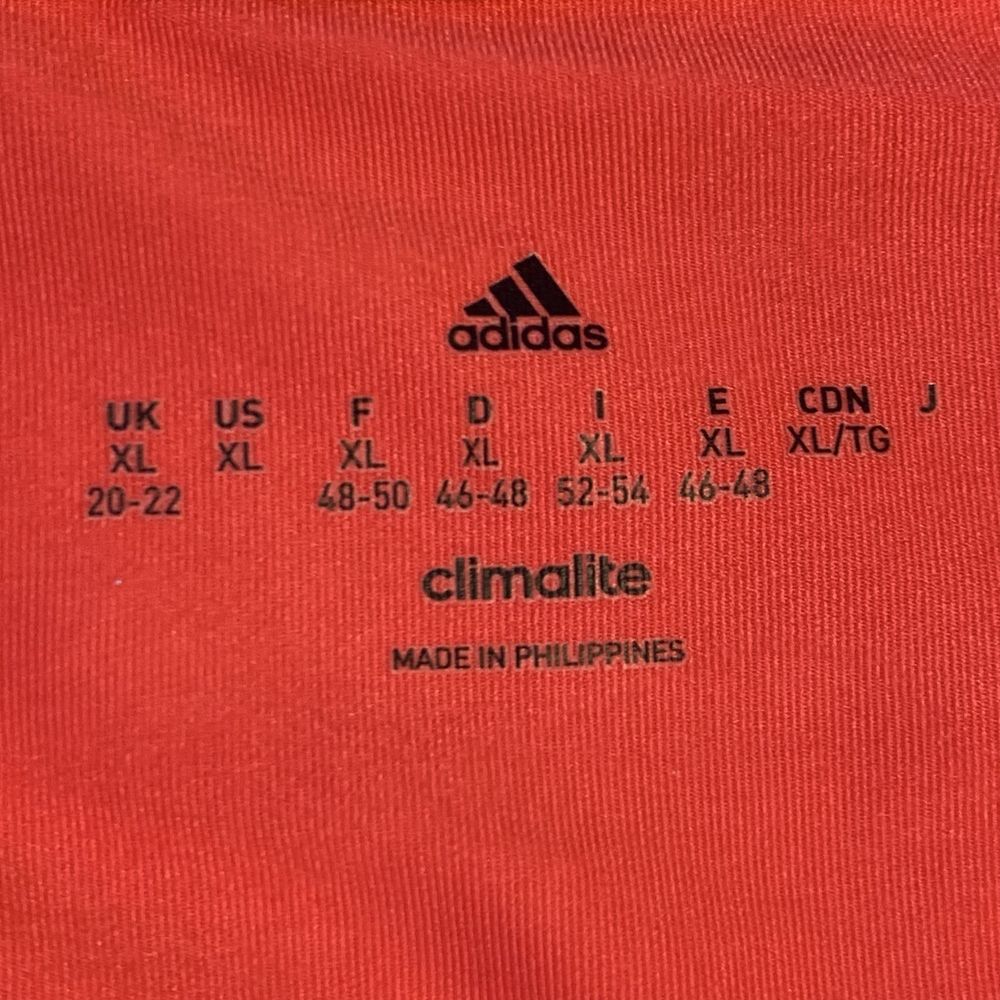 adidas
UK US F D I E CDN J
XL XL XL XL XL XL XL/TG
20-22 48-50 46-48 52-54 46-48
climalite
MADE IN PHILIPPINES